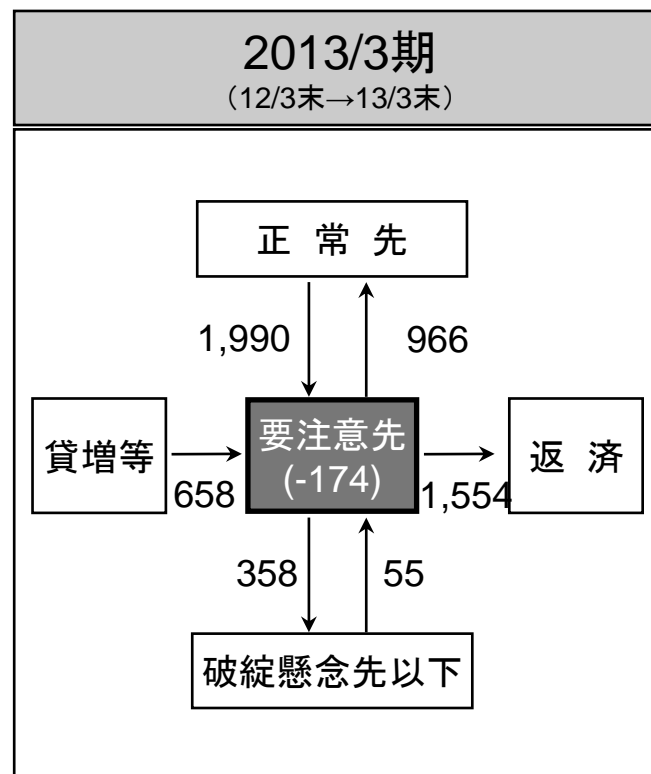 2013/3期
（12/3末→13/3末）
正 常 先
1,990
966
貸増等
658
要注意先
(-174)
1,554
返 済
358
55
破綻懸念先以下